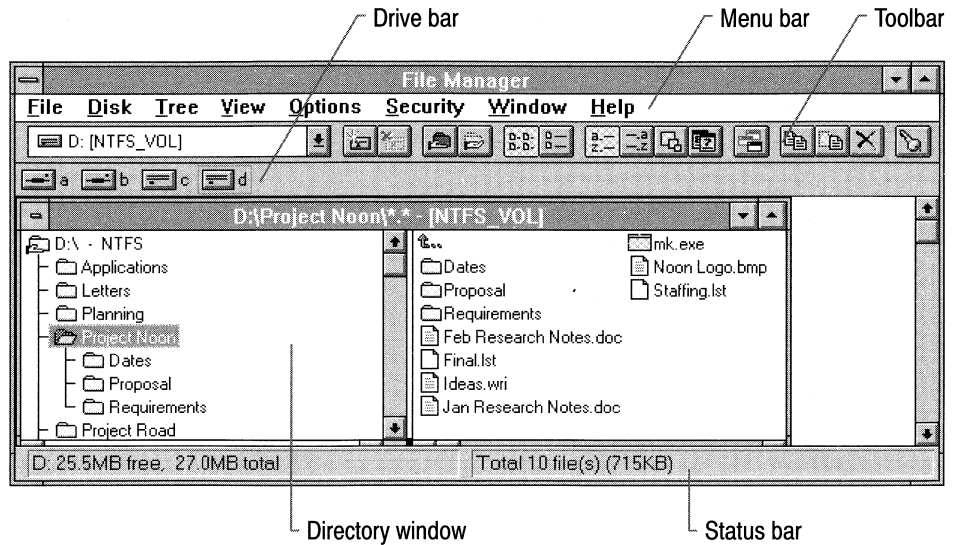 Drive bar
Menu bar
Toolbar
File Manager
File Disk Tree View Options Security Window Help
D: [NTFS_VOL]
a b c d
D:\Project Noon\*.* - [NTFS_VOL]
D:\ - NTFS
Applications
Letters
Planning
Project Noon
Dates
Proposal
Requirements
Project Road
..
Dates
Proposal
Requirements
Feb Research Notes.doc
Final.lst
Ideas.wri
Jan Research Notes.doc
mk.exe
Noon Logo.bmp
Staffing.lst
D: 25.5MB free, 27.0MB total
Total 10 file(s) (715KB)
Directory window
Status bar